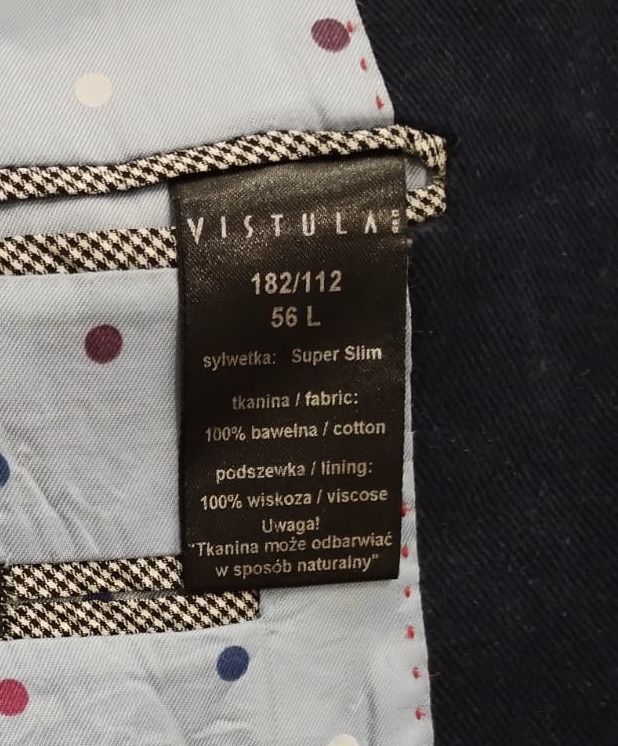 VISTULA
182/112
56 L
sylwetka: Super Slim
tkanina / fabric:
100% bawełna / cotton
podszewka / lining:
100% wiskoza / viscose
Uwaga!
"Tkanina może odbarwiać
w sposób naturalny"